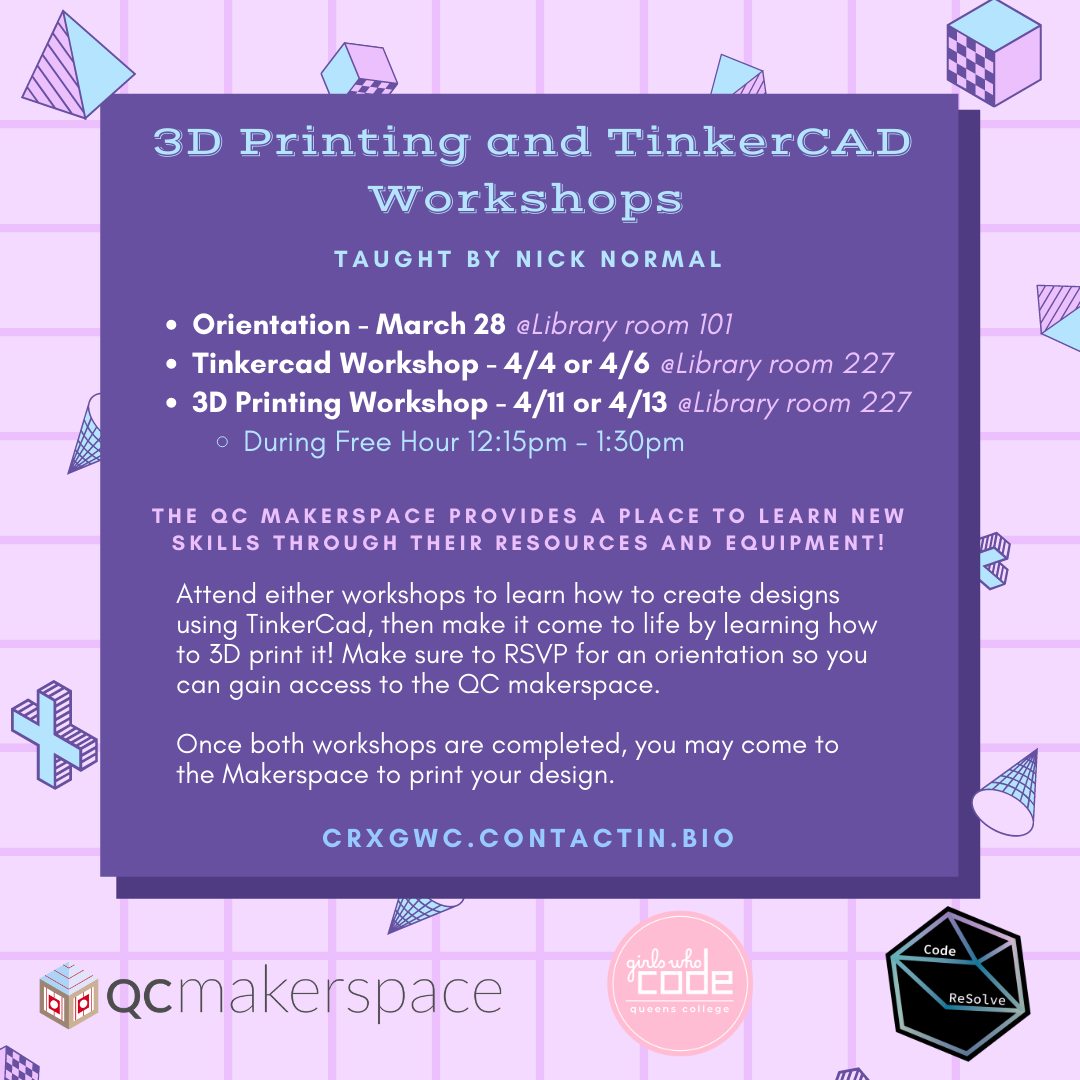 3D Printing and TinkerCAD
Workshops
TAUGHT BY NICK NORMAL
• Orientation - March 28 @Library room 101
• Tinkercad Workshop - 4/4 or 4/6 @Library room 227
• 3D Printing Workshop - 4/11 or 4/13 @Library room 227
○ During Free Hour 12:15pm - 1:30pm
THE QC MAKERSPACE PROVIDES A PLACE TO LEARN NEW
SKILLS THROUGH THEIR RESOURCES AND EQUIPMENT!
Attend either workshops to learn how to create designs
using TinkerCad, then make it come to life by learning how
to 3D print it! Make sure to RSVP for an orientation so you
can gain access to the QC makerspace.
Once both workshops are completed, you may come to
the Makerspace to print your design.
CRXGWC.CONTACTIN.BIO
QCmakerspace
girls who
code
queens college
Code
ReSolve